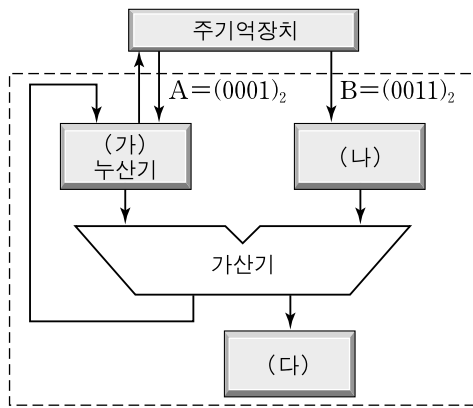 주기억장치
A=(0001)₂
B=(0011)₂
(가)
누산기
(나)
가산기
(다)